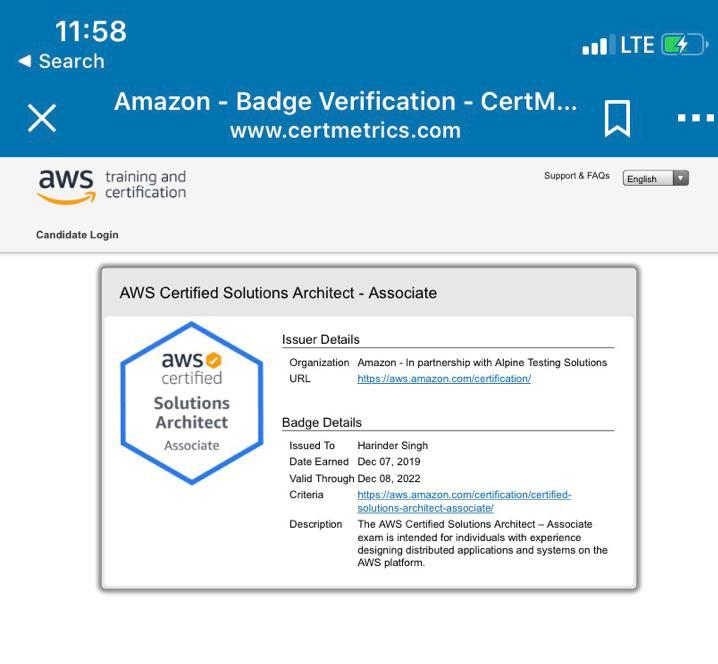 11:58
LTE
◀ Search
Amazon - Badge Verification - CertM...
www.certmetrics.com
aws training and
certification
Support & FAQs
English
Candidate Login
AWS Certified Solutions Architect - Associate
aws
certified
Solutions
Architect
Associate
Issuer Details
Organization Amazon - In partnership with Alpine Testing Solutions
URL https://aws.amazon.com/certification/
Badge Details
Issued To Harinder Singh
Date Earned Dec 07, 2019
Valid Through Dec 08, 2022
Criteria https://aws.amazon.com/certification/certified-
solutions-architect-associate/
Description The AWS Certified Solutions Architect – Associate
exam is intended for individuals with experience
designing distributed applications and systems on the
AWS platform.